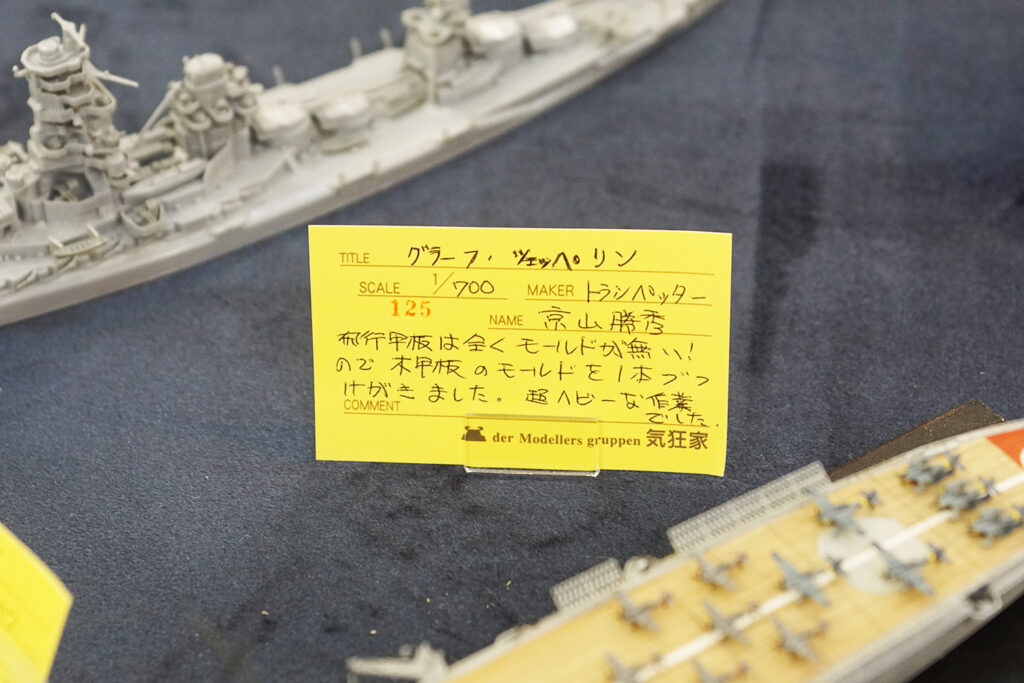 TITLE グラーフ・ツェッペリン
SCALE 1/700 MAKER トランペッター
125 NAME 京山勝秀
飛行甲板は全くモールドが無い!
ので木甲板のモールドを1本づつ
けがきました。超ヘビーな作業
でした.
COMMENT
der Modellers gruppen 気狂家